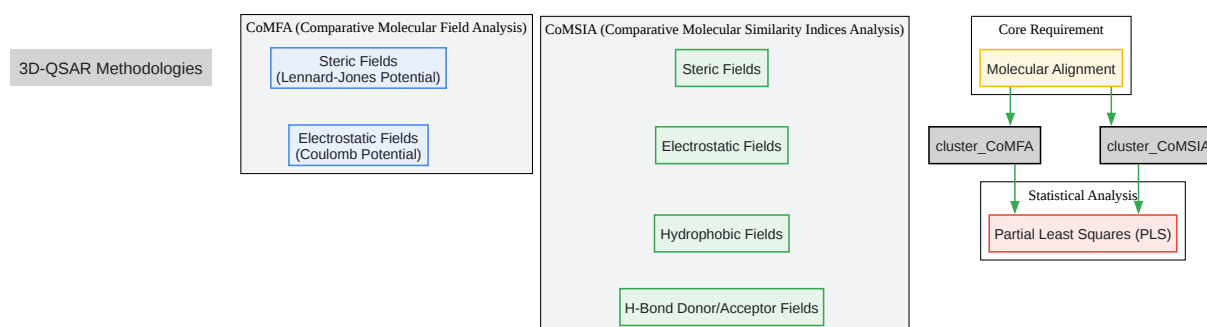 3D-QSAR Methodologies
CoMFA (Comparative Molecular Field Analysis)
Steric Fields
(Lennard-Jones Potential)
Electrostatic Fields
(Coulomb Potential)
CoMSIA (Comparative Molecular Similarity Indices Analysis)
Steric Fields
Electrostatic Fields
Hydrophobic Fields
H-Bond Donor/Acceptor Fields
Core Requirement
Molecular Alignment
cluster_CoMFA
cluster_CoMSIA
Statistical Analysis
Partial Least Squares (PLS)